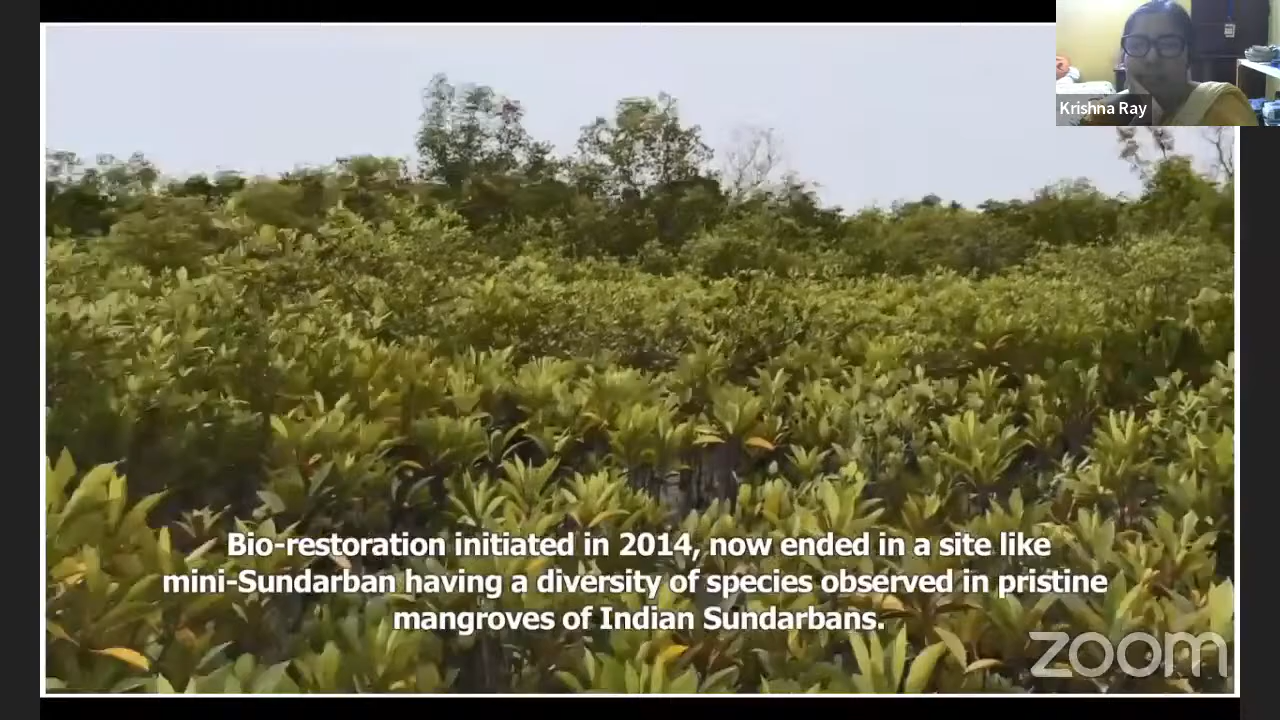 Krishna Ray
Bio-restoration initiated in 2014, now ended in a site like
mini-Sundarban having a diversity of species observed in pristine
mangroves of Indian Sundarbans.
zoom